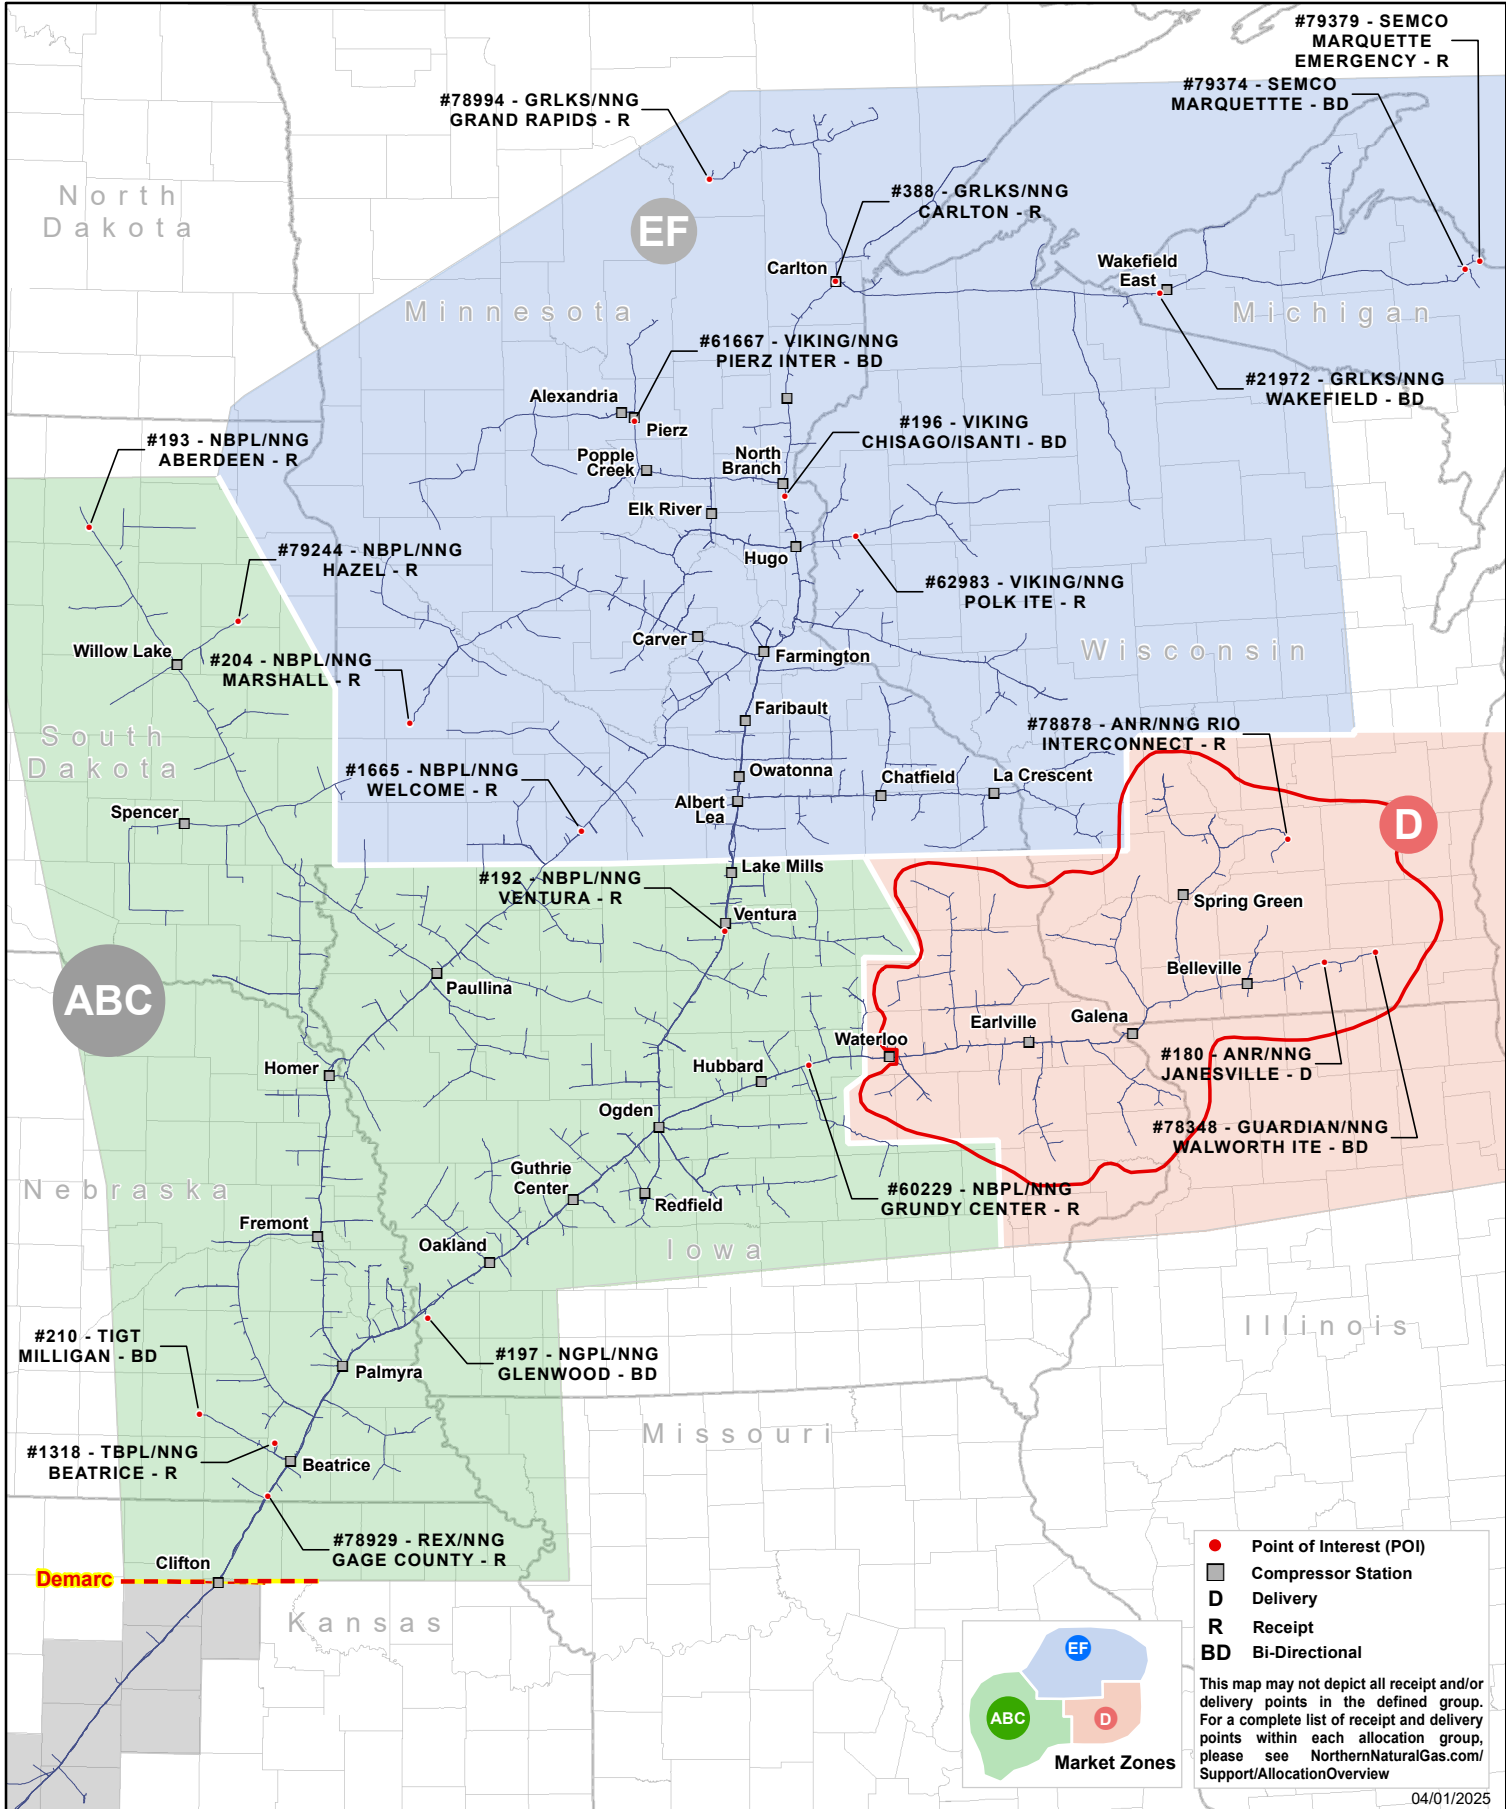 #79379 - SEMCO
MARQUETTE
EMERGENCY - R
#79374 - SEMCO
MARQUETTTE - BD
#78994 - GRLKS/NNG
GRAND RAPIDS - R
North
Dakota
#388 - GRLKS/NNG
CARLTON - R
EF
Carlton
Wakefield
East
Minnesota
Michigan
#61667 - VIKING/NNG
PIERZ INTER - BD
#21972 - GRLKS/NNG
WAKEFIELD - BD
Alexandria
Pierz
#196 - VIKING
CHISAGO/ISANTI - BD
#193 - NBPL/NNG
ABERDEEN - R
Popple
Creek
North
Branch
Elk River
#79244 - NBPL/NNG
HAZEL - R
Hugo
#62983 - VIKING/NNG
POLK ITE - R
Willow Lake
Carver
Farmington
Wisconsin
#204 - NBPL/NNG
MARSHALL - R
Faribault
#78878 - ANR/NNG RIO
INTERCONNECT - R
South
Dakota
#1665 - NBPL/NNG
WELCOME - R
Owatonna
Chatfield
La Crescent
Spencer
Albert
Lea
D
#192 - NBPL/NNG
VENTURA - R
Lake Mills
Ventura
Spring Green
Paullina
Belleville
ABC
Earlville
Galena
Waterloo
#180 - ANR/NNG
JANESVILLE - D
Homer
Hubbard
Ogden
#78348 - GUARDIAN/NNG
WALWORTH ITE - BD
Guthrie
Center
Redfield
#60229 - NBPL/NNG
GRUNDY CENTER - R
Nebraska
Fremont
Oakland
Iowa
#210 - TIGT
MILLIGAN - BD
Illinois
#197 - NGPL/NNG
GLENWOOD - BD
Palmyra
Missouri
#1318 - TBPL/NNG
BEATRICE - R
Beatrice
#78929 - REX/NNG
GAGE COUNTY - R
Clifton
Demarc
Kansas
Point of Interest (POI)
Compressor Station
D Delivery
R Receipt
BD Bi-Directional
This map may not depict all receipt and/or
delivery points in the defined group.
For a complete list of receipt and delivery
points within each allocation group,
please see NorthernNaturalGas.com/
Support/AllocationOverview
EF
ABC
D
Market Zones
04/01/2025